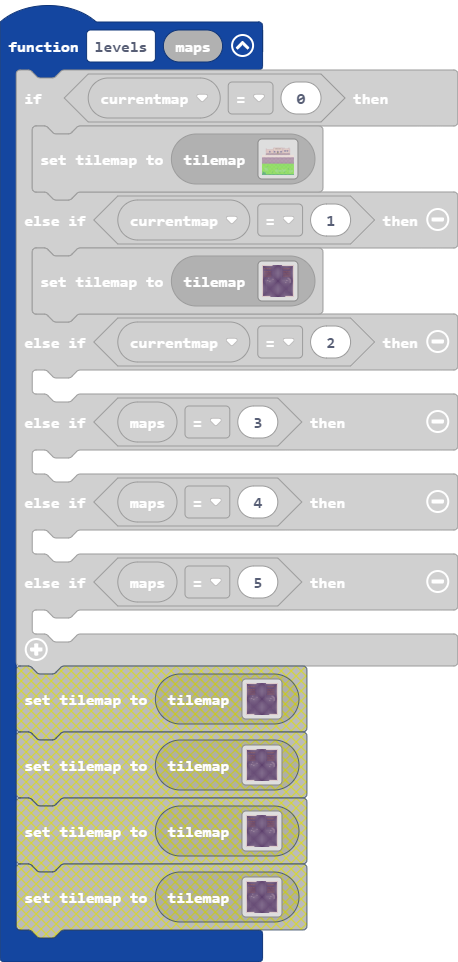 function levels maps
if currentmap = 0 then
set tilemap to tilemap
else if currentmap = 1 then
set tilemap to tilemap
else if currentmap = 2 then
else if maps = 3 then
else if maps = 4 then
else if maps = 5 then
set tilemap to tilemap
set tilemap to tilemap
set tilemap to tilemap
set tilemap to tilemap